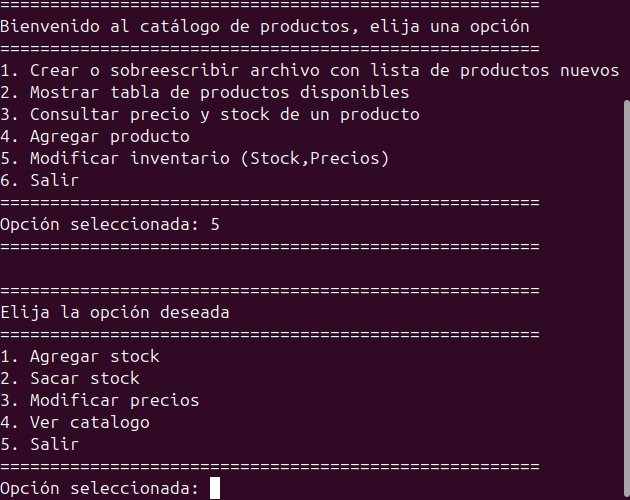 ======================================================
Bienvenido al catálogo de productos, elija una opción
======================================================
1. Crear o sobreescribir archivo con lista de productos nuevos
2. Mostrar tabla de productos disponibles
3. Consultar precio y stock de un producto
4. Agregar producto
5. Modificar inventario (Stock,Precios)
6. Salir
======================================================
Opción seleccionada: 5
======================================================
======================================================
Elija la opción deseada
======================================================
1. Agregar stock
2. Sacar stock
3. Modificar precios
4. Ver catalogo
5. Salir
======================================================
Opción seleccionada: